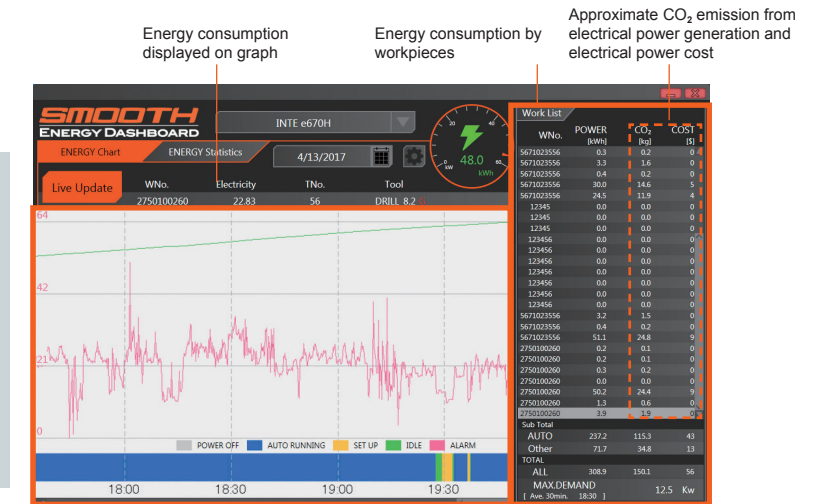 Energy consumption
displayed on graph
Energy consumption by
workpieces
Approximate CO₂ emission from
electrical power generation and
electrical power cost
SMOOTH
ENERGY DASHBOARD
INTE e670H
ENERGY Chart
ENERGY Statistics
4/13/2017
20
40
0
60
kW
48.0
kWh
Live Update
WNo. Electricity TNo. Tool
2750100260 22.83 56 DRILL 8.2
64
42
21
0
POWER OFF AUTO RUNNING SET UP IDLE ALARM
18:00 18:30 19:00 19:30
Work List
WNo. POWER CO₂ COST
[kWh] [kg] [$]
5671023556 0.3 0.2 0
5671023556 3.3 1.6 0
5671023556 0.4 0.2 0
5671023556 30.0 14.6 5
5671023556 24.5 11.9 4
12345 0.0 0.0 0
12345 0.0 0.0 0
12345 0.0 0.0 0
123456 0.0 0.0 0
123456 0.0 0.0 0
123456 0.0 0.0 0
123456 0.0 0.0 0
123456 0.0 0.0 0
123456 0.0 0.0 0
123456 0.0 0.0 0
5671023556 3.2 1.5 0
5671023556 0.4 0.2 0
5671023556 51.1 24.8 9
2750100260 0.2 0.1 0
2750100260 0.2 0.1 0
2750100260 0.3 0.2 0
2750100260 0.0 0.0 0
2750100260 50.2 24.4 9
2750100260 1.3 0.6 0
2750100260 3.9 1.9 0
Sub Total
AUTO 237.2 115.3 43
Other 71.7 34.8 13
TOTAL
ALL 308.9 150.1 56
MAX.DEMAND
[ Ave. 30min. 18:30 ] 12.5 Kw